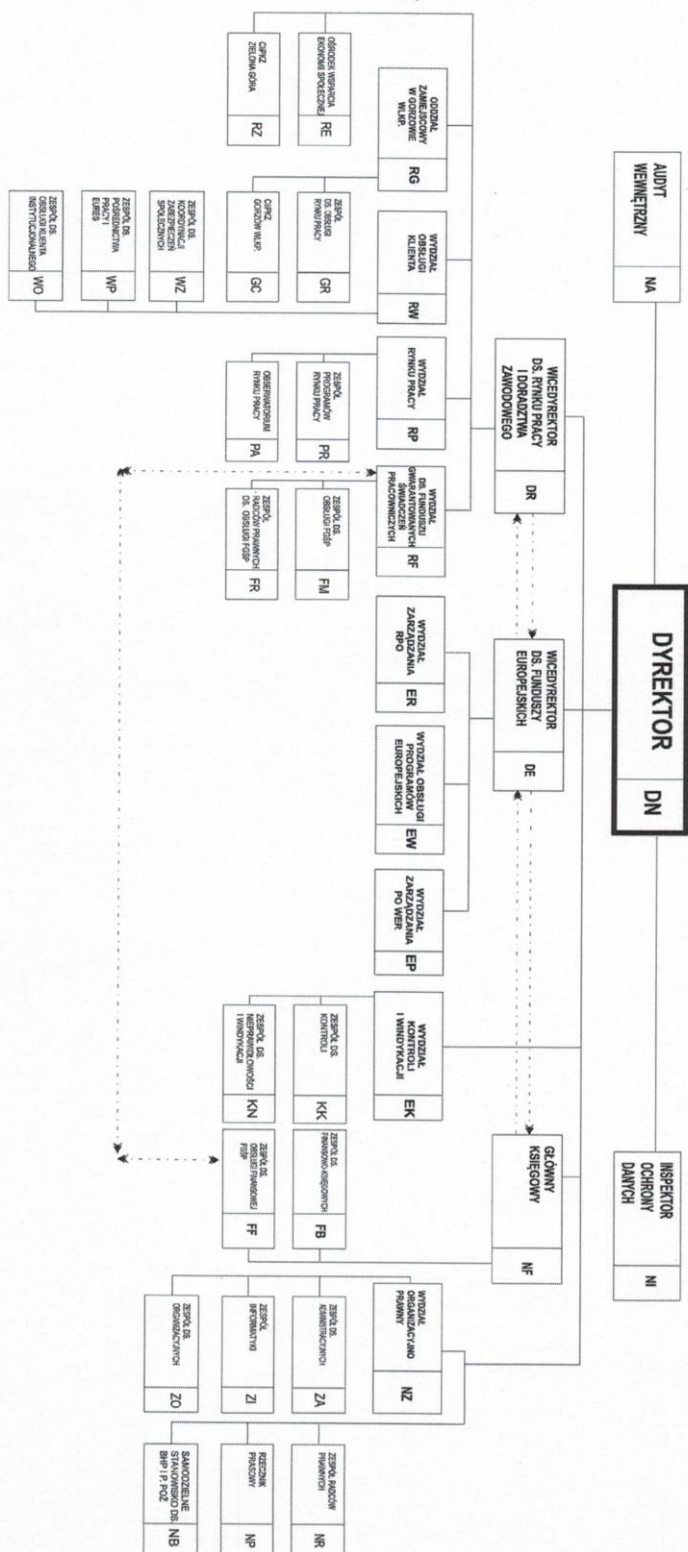 DYREKTOR
DN
AUDYT
WEWNĘTRZNY
NA
INSPEKTOR
OCHRONY
DANYCH
NI
WICEDYREKTOR
DS. RYNKU PRACY
I DORADZTWA
ZAWODOWEGO
DR
WICEDYREKTOR
DS. FUNDUSZY
EUROPEJSKICH
DE
GŁÓWNY
KSIĘGOWY
NF
ODDZIAŁ
ZAMIEJSCOWY
W GORZOWIE
WLKP.
RG
WYDZIAŁ
OBSŁUGI
KLIENTA
RW
WYDZIAŁ
RYNKU PRACY
RP
WYDZIAŁ
DS. FUNDUSZU
GWARANTOWANYCH
ŚWIADCZEŃ
PRACOWNICZYCH
RF
WYDZIAŁ
ZARZĄDZANIA
RPO
ER
WYDZIAŁ OBSŁUGI
PROGRAMÓW
EUROPEJSKICH
EW
WYDZIAŁ
ZARZĄDZANIA
PO WER
EP
WYDZIAŁ
KONTROLI
I WINDYKACJI
EK
WYDZIAŁ
ORGANIZACYJNO
PRAWNY
NZ
OŚRODEK WSPARCIA
EKONOMII SPOŁECZNEJ
RE
CIiPKZ
ZIELONA GÓRA
RZ
ZESPÓŁ
DS. OBSŁUGI
RYNKU PRACY
GR
CIiPKZ
GORZÓW WLKP.
GC
ZESPÓŁ DS.
KOORDYNACJI
ZABEZPIECZEŃ
SPOŁECZNYCH
WZ
ZESPÓŁ DS.
POŚREDNICTWA
PRACY I
EURES
WP
ZESPÓŁ DS.
OBSŁUGI KLIENTA
INSTYTUCJONALNEGO
WO
ZESPÓŁ
PROGRAMÓW
RYNKU PRACY
PR
OBSERWATORIUM
RYNKU PRACY
PA
ZESPÓŁ DS.
OBSŁUGI FGŚP
FM
ZESPÓŁ
RADCÓW PRAWNYCH
DS. OBSŁUGI FGŚP
FR
ZESPÓŁ DS.
KONTROLI
KK
ZESPÓŁ DS.
NIEPRAWIDŁOWOŚCI
I WINDYKACJI
KN
ZESPÓŁ DS.
FINANSOWO-KSIĘGOWYCH
FB
ZESPÓŁ DS.
OBSŁUGI FINANSOWEJ
FGŚP
FF
ZESPÓŁ DS.
ADMINISTRACYJNYCH
ZA
ZESPÓŁ
INFORMATYKI
ZI
ZESPÓŁ DS.
ORGANIZACYJNYCH
ZO
ZESPÓŁ RADCÓW
PRAWNYCH
NR
RZECZNIK
PRASOWY
NP
SAMODZIELNE
STANOWISKO DS.
BHP I P. POŻ
NB